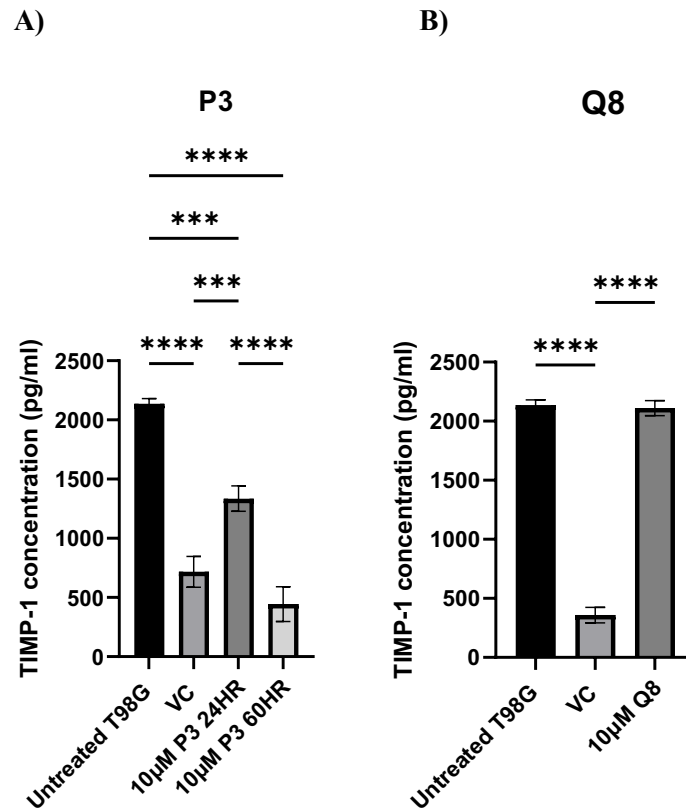 A)
P3
****
***
***
****
****
TIMP-1 concentration (pg/ml)
2500
2000
1500
1000
500
0
Untreated T98G
VC
10µM P3 24HR
10µM P3 60HR
B)
Q8
****
****
TIMP-1 concentration (pg/ml)
2500
2000
1500
1000
500
0
Untreated T98G
VC
10µM Q8